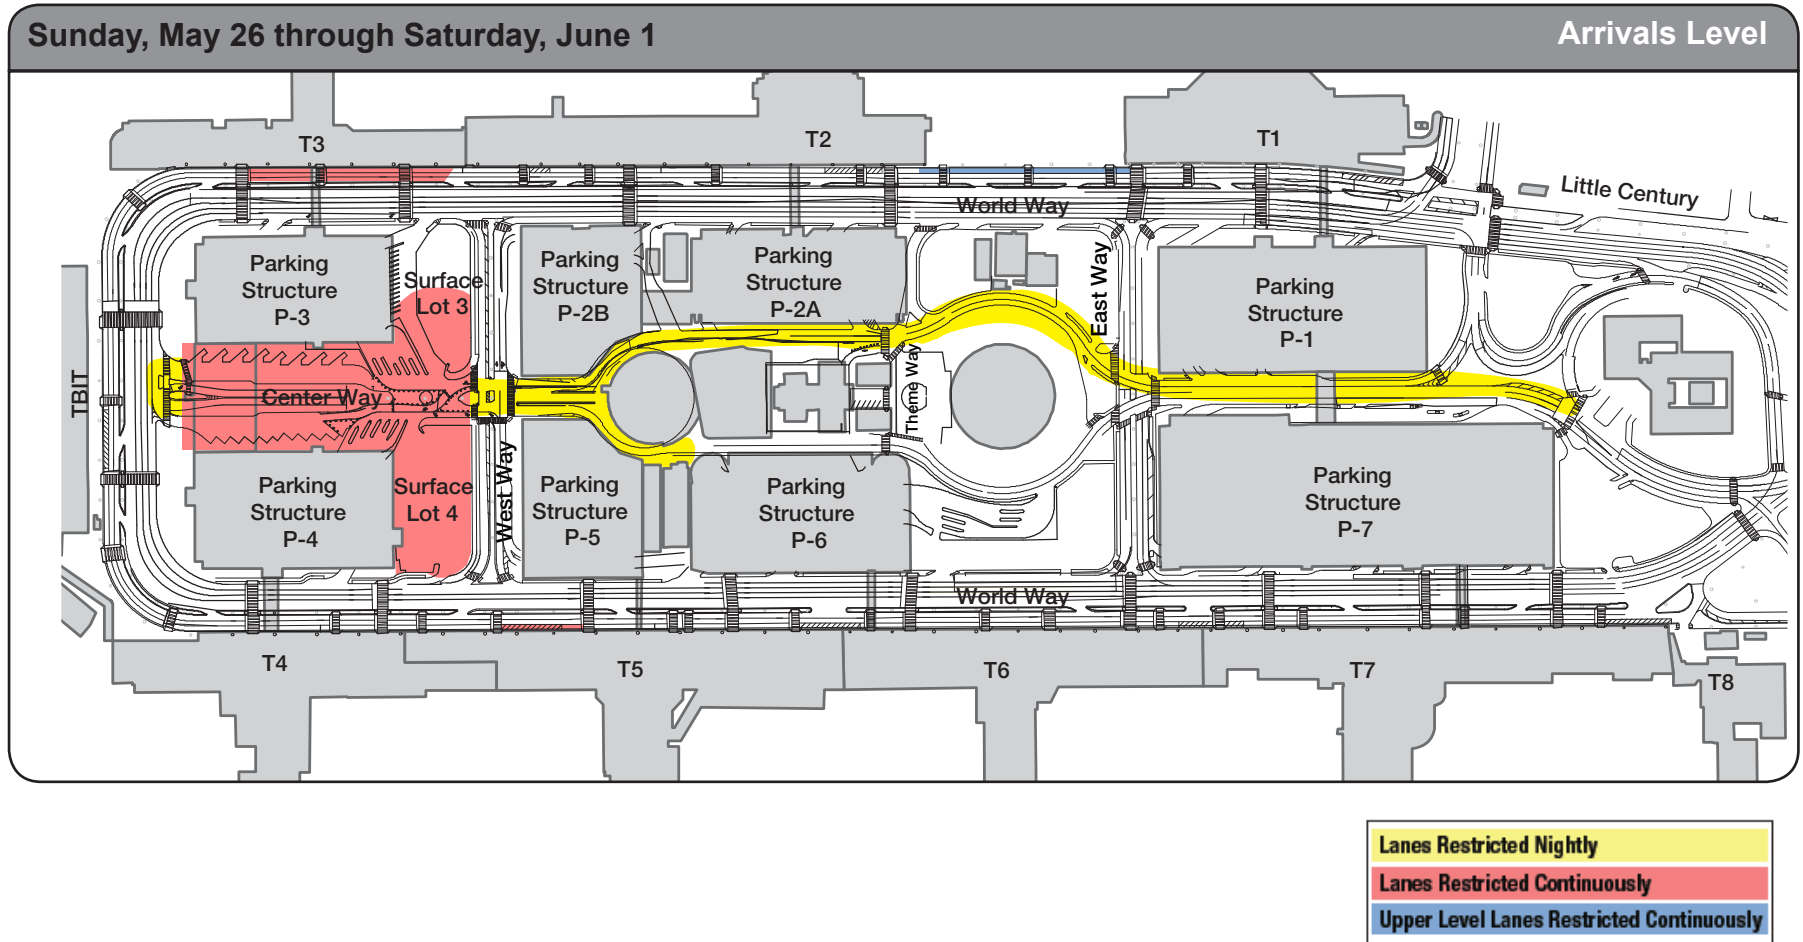 Sunday, May 26 through Saturday, June 1
Arrivals Level
T3
T2
T1
Little Century
World Way
Parking
Structure
P-3
Surface
Lot 3
Parking
Structure
P-2B
Parking
Structure
P-2A
East Way
Parking
Structure
P-1
TBIT
Center Way
Theme Way
West Way
Parking
Structure
P-4
Surface
Lot 4
Parking
Structure
P-5
Parking
Structure
P-6
Parking
Structure
P-7
World Way
T4
T5
T6
T7
T8
Lanes Restricted Nightly
Lanes Restricted Continuously
Upper Level Lanes Restricted Continuously